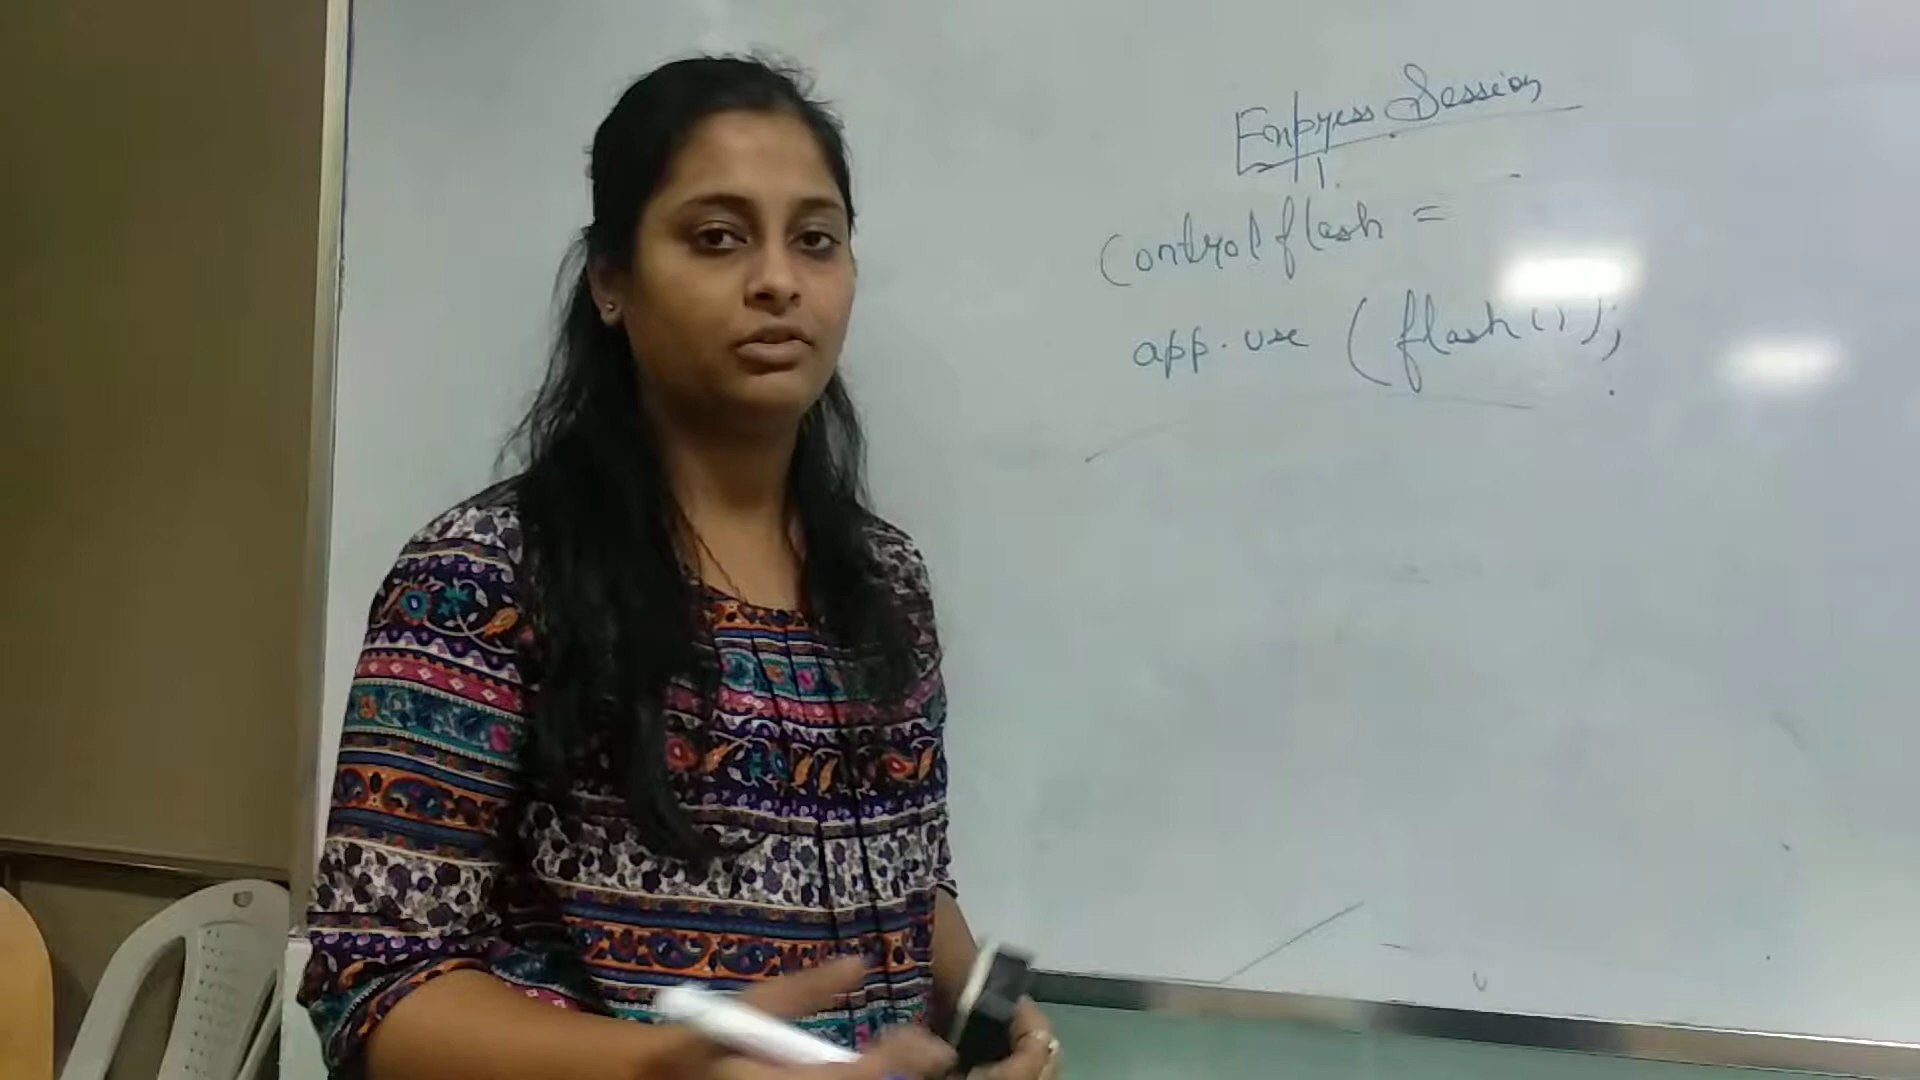 Express Session
Control flash =
app.use (flash());